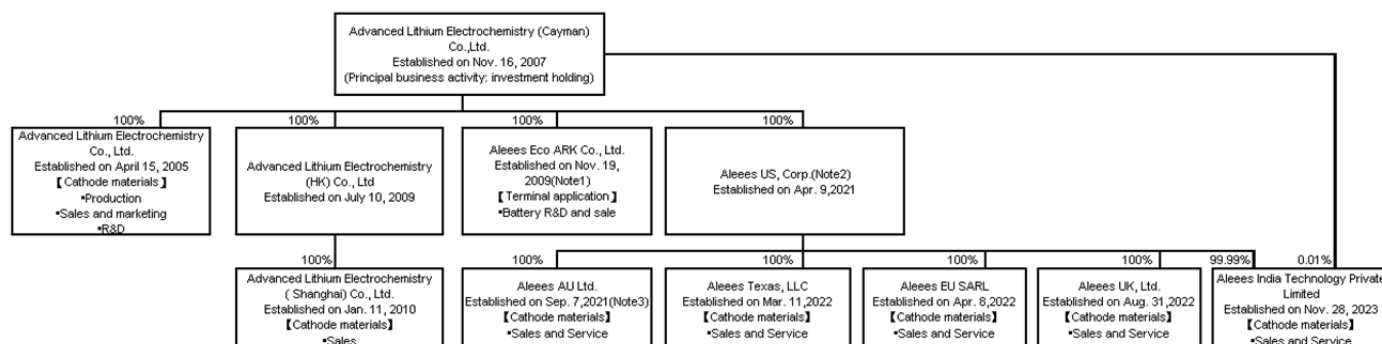 Advanced Lithium Electrochemistry (Cayman)
Co.,Ltd.
Established on Nov. 16, 2007
(Principal business activity: investment holding)
100%
100%
100%
100%
Advanced Lithium Electrochemistry
Co., Ltd.
Established on April 15, 2005
【Cathode materials】
•Production
•Sales and marketing
•R&D
Advanced Lithium Electrochemistry
(HK) Co., Ltd
Established on July 10, 2009
Aleees Eco ARK Co., Ltd.
Established on Nov. 19,
2009(Note1)
【Terminal application】
•Battery R&D and sale
Aleees US, Corp.(Note2)
Established on Apr. 9,2021
100%
100%
100%
100%
100%
99.99%
0.01%
Advanced Lithium Electrochemistry
( Shanghai) Co., Ltd.
Established on Jan. 11, 2010
【Cathode materials】
•Sales
Aleees AU Ltd.
Established on Sep. 7,2021(Note3)
【Cathode materials】
•Sales and Service
Aleees Texas, LLC
Established on Mar. 11,2022
【Cathode materials】
•Sales and Service
Aleees EU SARL
Established on Apr. 8,2022
【Cathode materials】
•Sales and Service
Aleees UK, Ltd.
Established on Aug. 31,2022
【Cathode materials】
•Sales and Service
Aleees India Technology Private
Limited
Established on Nov. 28, 2023
【Cathode materials】
•Sales and Service